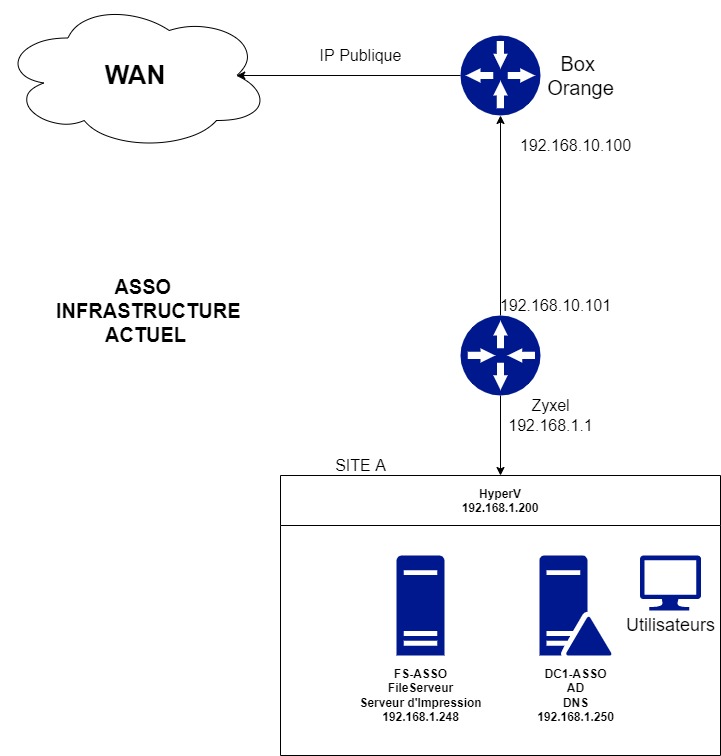 WAN
IP Publique
Box
Orange
192.168.10.100
ASSO
INFRASTRUCTURE
ACTUEL
192.168.10.101
Zyxel
192.168.1.1
SITE A
HyperV
192.168.1.200
Utilisateurs
FS-ASSO
FileServeur
Serveur d'Impression
192.168.1.248
DC1-ASSO
AD
DNS
192.168.1.250